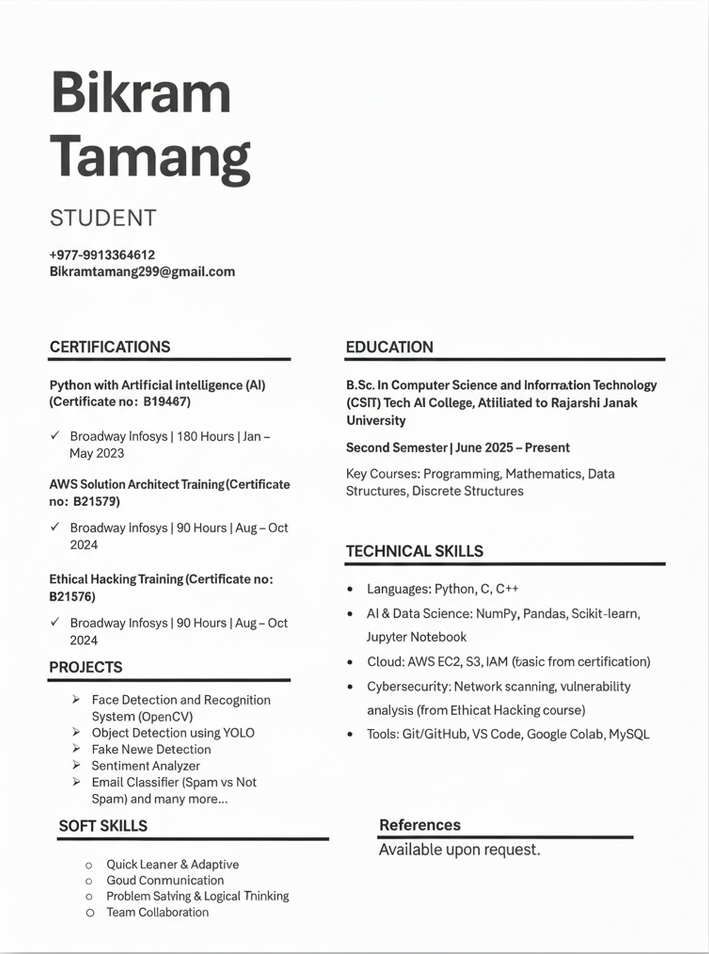 Bikram
Tamang
STUDENT
+977-9913364612
Bikramtamang299@gmail.com
CERTIFICATIONS
Python with Artificial Intelligence (AI)
(Certificate no: B19467)
✓ Broadway Infosys | 180 Hours | Jan –
May 2023
AWS Solution Architect Training (Certificate
no: B21579)
✓ Broadway Infosys | 90 Hours | Aug – Oct
2024
Ethical Hacking Training (Certificate no:
B21576)
✓ Broadway Infosys | 90 Hours | Aug – Oct
2024
PROJECTS
➢ Face Detection and Recognition
System (OpenCV)
➢ Object Detection using YOLO
➢ Fake Newe Detection
➢ Sentiment Analyzer
➢ Email Classifier (Spam vs Not
Spam) and many more...
SOFT SKILLS
○ Quick Leaner & Adaptive
○ Goud Conmunication
○ Problem Satving & Logical Thinking
○ Team Collaboration
EDUCATION
B.Sc. In Computer Science and Information Technology
(CSIT) Tech AI College, Atiiliated to Rajarshi Janak
University
Second Semester | June 2025 – Present
Key Courses: Programming, Mathematics, Data
Structures, Discrete Structures
TECHNICAL SKILLS
• Languages: Python, C, C++
• AI & Data Science: NumPy, Pandas, Scikit-learn,
Jupyter Notebook
• Cloud: AWS EC2, S3, IAM (basic from certification)
• Cybersecurity: Network scanning, vulnerability
analysis (from Ethicat Hacking course)
• Tools: Git/GitHub, VS Code, Google Colab, MySQL
References
Available upon request.